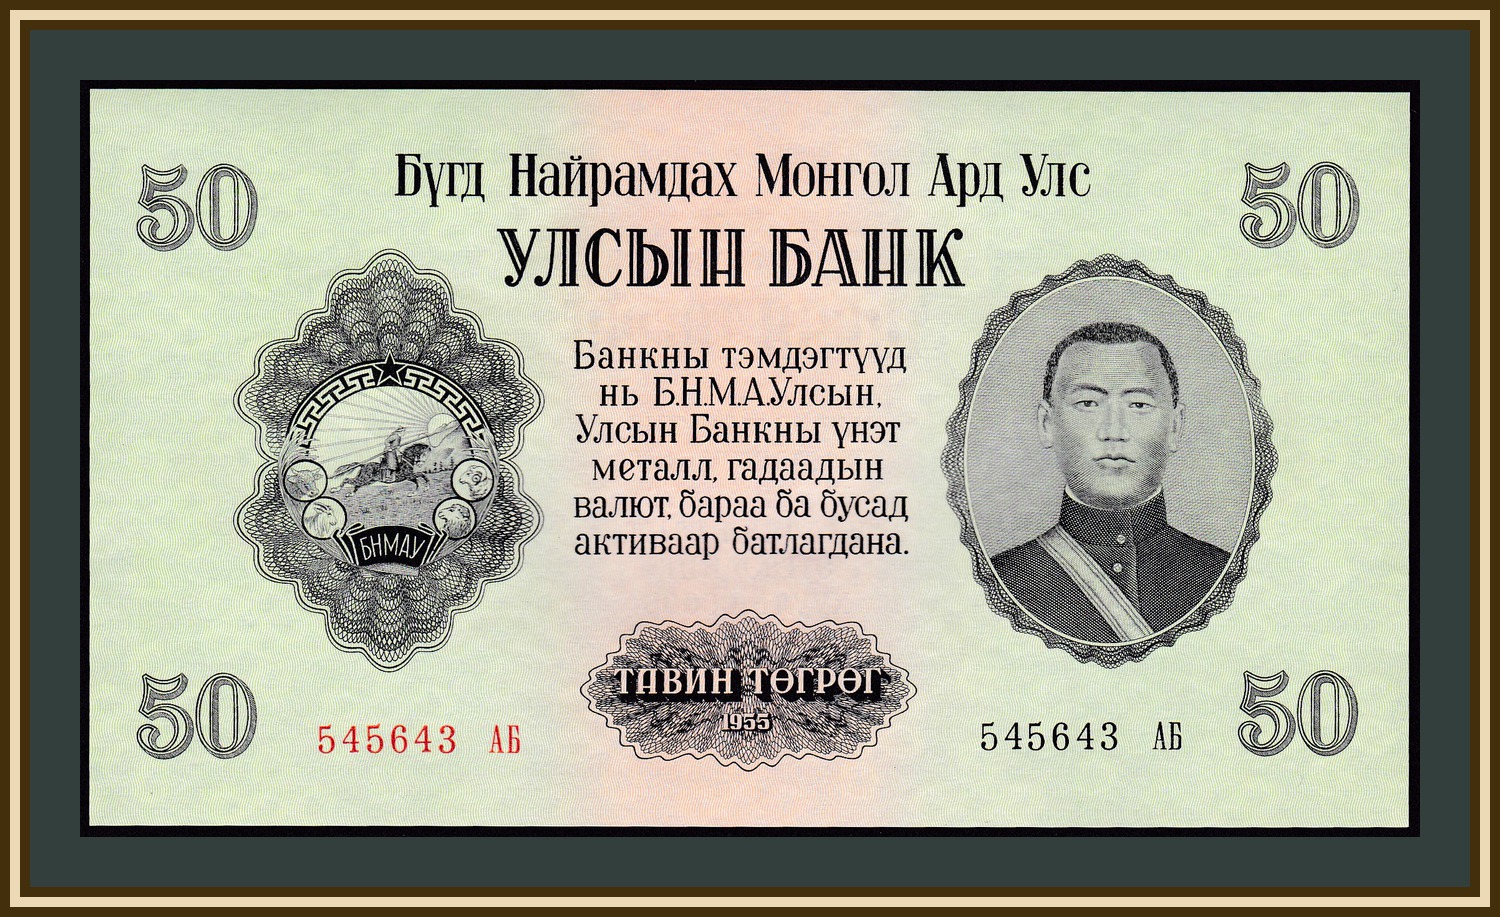 50
50
Бүгд Найрамдах Монгол Ард Улс
УЛСЫН БАНК
Банкны тэмдэгтүүд
нь Б.Н.М.А.Улсын,
Улсын Банкны үнэт
металл, гадаадын
валют, бараа ба бусад
активаар батлагдана.
БНМАУ
ТАВИН ТӨГРӨГ
1955
50
545643 АБ
545643 АБ
50